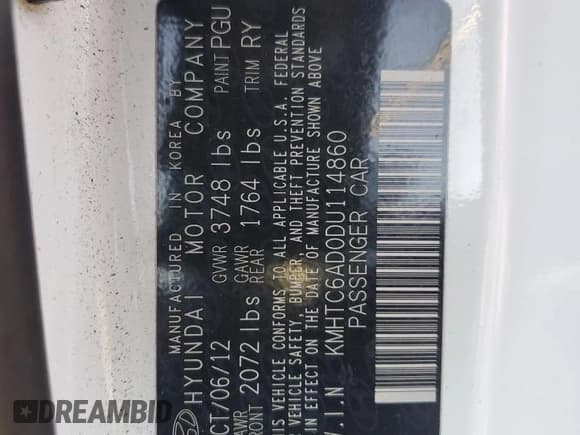 MANUFACTURED IN KOREA BY
HYUNDAI MOTOR COMPANY
CT/06/12 GVWR 3748 lbs PAINT PGU
GAWR FRONT 2072 lbs GAWR REAR 1764 lbs TRIM RY
THIS VEHICLE CONFORMS TO ALL APPLICABLE U.S.A. FEDERAL
VEHICLE SAFETY, BUMPER, AND THEFT PREVENTION STANDARDS
IN EFFECT ON THE DATE OF MANUFACTURE SHOWN ABOVE
V.I.N KMHTC6AD0DU114860
PASSENGER CAR
DREAMBID